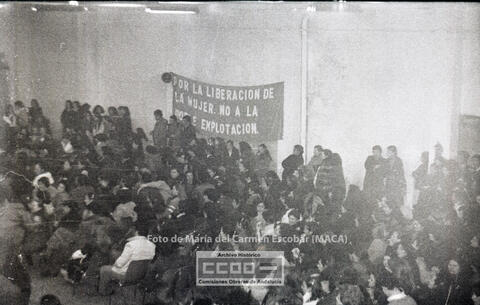 POR LA LIBERACION DE
LA MUJER. NO A LA
DOBLE EXPLOTACION.
Foto de María del Carmen Escobar (MACA)
Archivo Histórico
CCOO
Comisiones Obreras de Andalucía